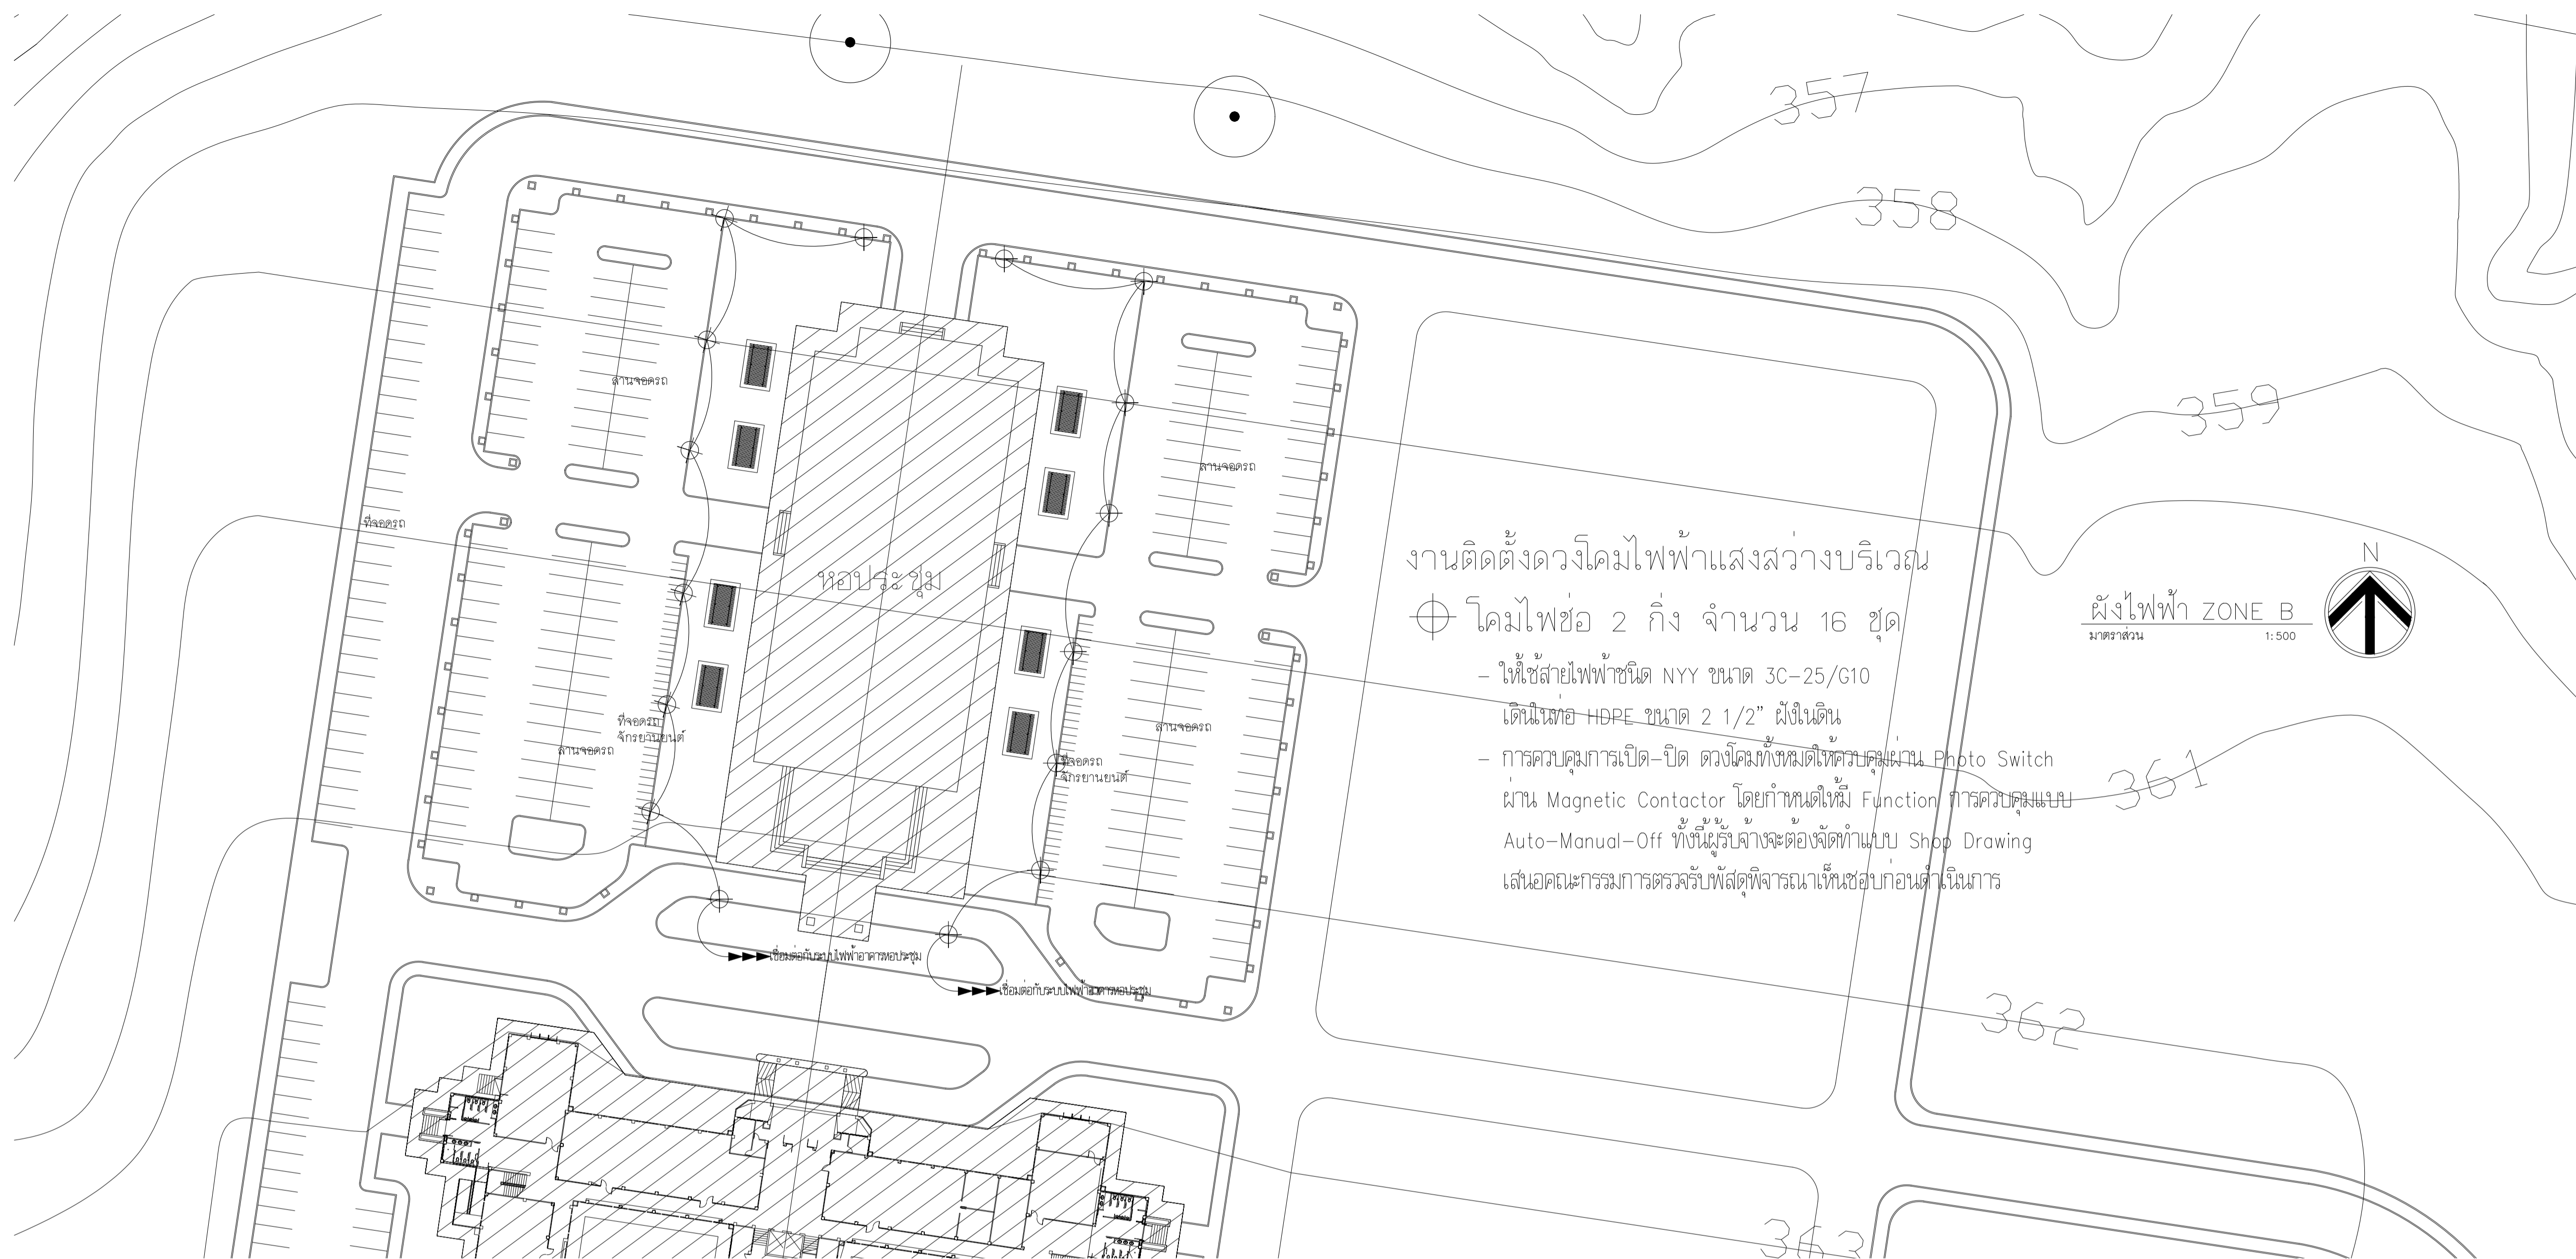 357
358
359
ลานจอดรถ
ลานจอดรถ
ที่จอดรถ
หอประชุม
งานติดตั้งดวงโคมไฟฟ้าแสงสว่างบริเวณ
โคมไฟช่อ 2 กิ่ง จำนวน 16 ชุด
- ให้ใช้สายไฟฟ้าชนิด NYY ขนาด 3C-25/G10
เดินในท่อ HDPE ขนาด 2 1/2" ฝังในดิน
- การควบคุมการเปิด-ปิด ดวงโคมทั้งหมดให้ควบคุมผ่าน Photo Switch
ผ่าน Magnetic Contactor โดยกำหนดให้มี Function การควบคุมแบบ
Auto-Manual-Off ทั้งนี้ผู้รับจ้างจะต้องจัดทำแบบ Shop Drawing
เสนอคณะกรรมการตรวจรับพัสดุพิจารณาเห็นชอบก่อนดำเนินการ
N
ผังไฟฟ้า ZONE B
มาตราส่วน 1:500
ที่จอดรถ
จักรยานยนต์
ลานจอดรถ
ลานจอดรถ
ที่จอดรถ
จักรยานยนต์
361
เชื่อมต่อกับระบบไฟฟ้าอาคารหอประชุม
เชื่อมต่อกับระบบไฟฟ้าอาคารหอประชุม
362
363